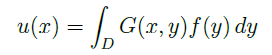 u(x) = ∫_D G(x, y)f(y) dy